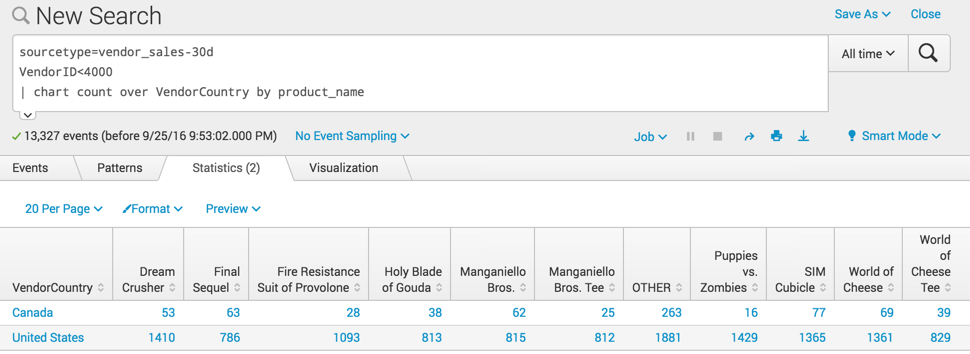 New Search
Save As
Close
sourcetype=vendor_sales-30d
VendorID<4000
| chart count over VendorCountry by product_name
All time
13,327 events (before 9/25/16 9:53:02.000 PM)
No Event Sampling
Job
Smart Mode
Events
Patterns
Statistics (2)
Visualization
20 Per Page
Format
Preview
VendorCountry
Dream
Crusher
Final
Sequel
Fire Resistance
Suit of Provolone
Holy Blade
of Gouda
Manganiello
Bros.
Manganiello
Bros. Tee
OTHER
Puppies
vs.
Zombies
SIM
Cubicle
World of
Cheese
World
of
Cheese
Tee
Canada 53 63 28 38 62 25 263 16 77 69 39
United States 1410 786 1093 813 815 812 1881 1429 1365 1361 829